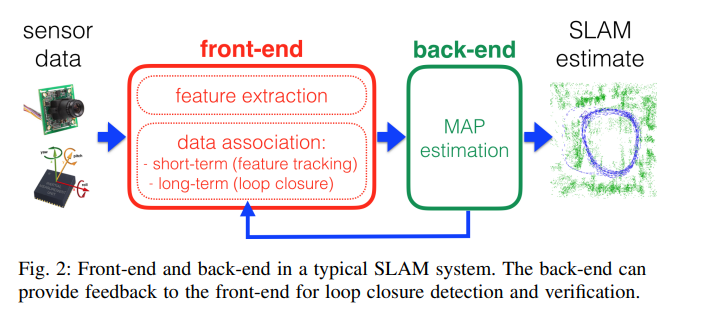 sensor
data
front-end
feature extraction
data association:
- short-term (feature tracking)
- long-term (loop closure)
back-end
MAP
estimation
SLAM
estimate
Fig. 2: Front-end and back-end in a typical SLAM system. The back-end can
provide feedback to the front-end for loop closure detection and verification.